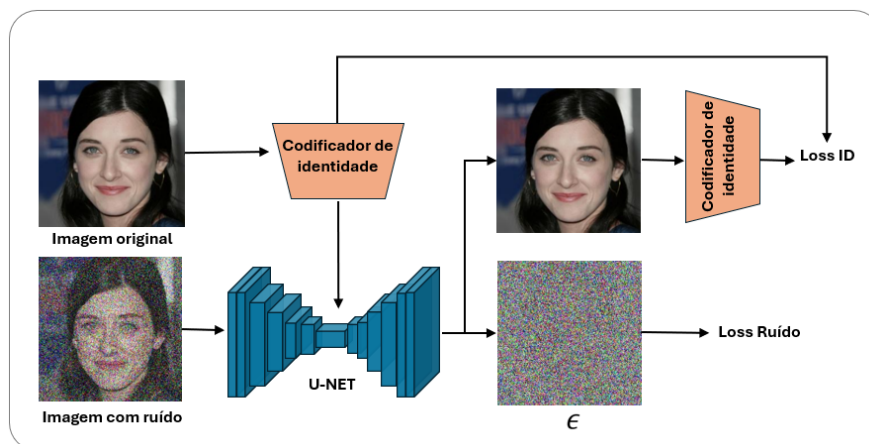 Codificador de
identidade
Codificador de
identidade
Loss ID
Imagem original
U-NET
Loss Ruído
Imagem com ruído
ϵ